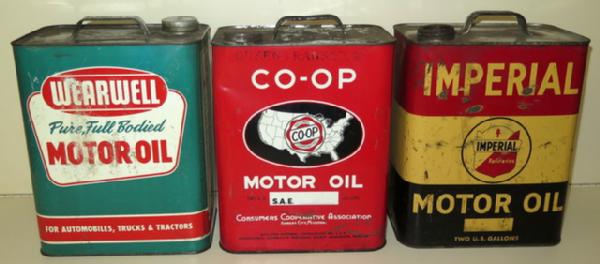 WEARWELL
Pure, Full Bodied
MOTOR OIL
FOR AUTOMOBILES, TRUCKS & TRACTORS
CO-OP
CO-OP
MOTOR OIL
S.A.E.
CONSUMERS COOPERATIVE ASSOCIATION
IMPERIAL
IMPERIAL
Refineries
MOTOR OIL
TWO U.S. GALLONS